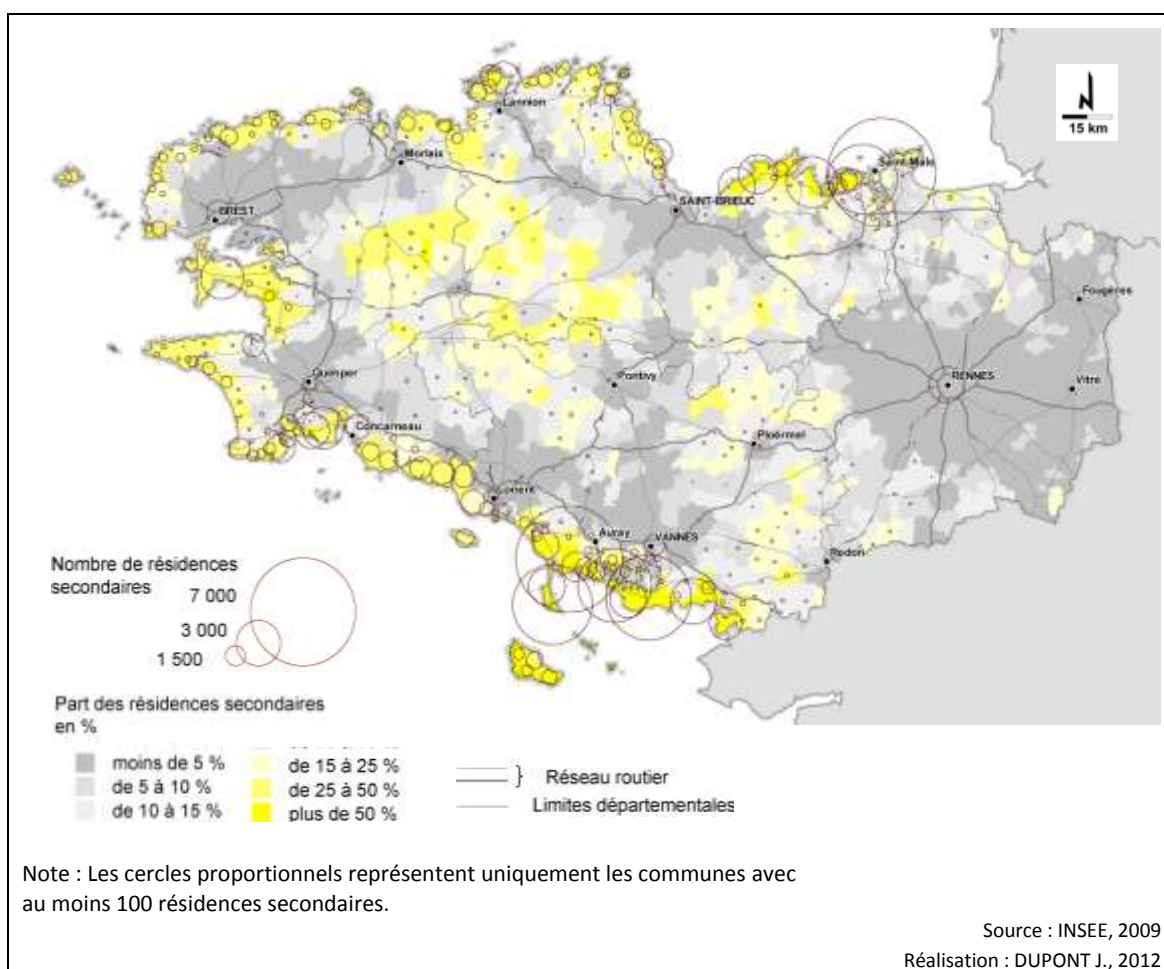 15 km
Lannion
Morlaix
Saint-Malo
SAINT-BRIEUC
BREST
Fougères
Quimper
Pontivy
RENNES
Vitré
Concarneau
Ploërmel
Lorient
Auray
VANNES
Redon
Nombre de résidences
secondaires
7 000
3 000
1 500
Part des résidences secondaires
en %
moins de 5 %
de 5 à 10 %
de 10 à 15 %
de 15 à 25 %
de 25 à 50 %
plus de 50 %
} Réseau routier
Limites départementales
Note : Les cercles proportionnels représentent uniquement les communes avec
au moins 100 résidences secondaires.
Source : INSEE, 2009
Réalisation : DUPONT J., 2012